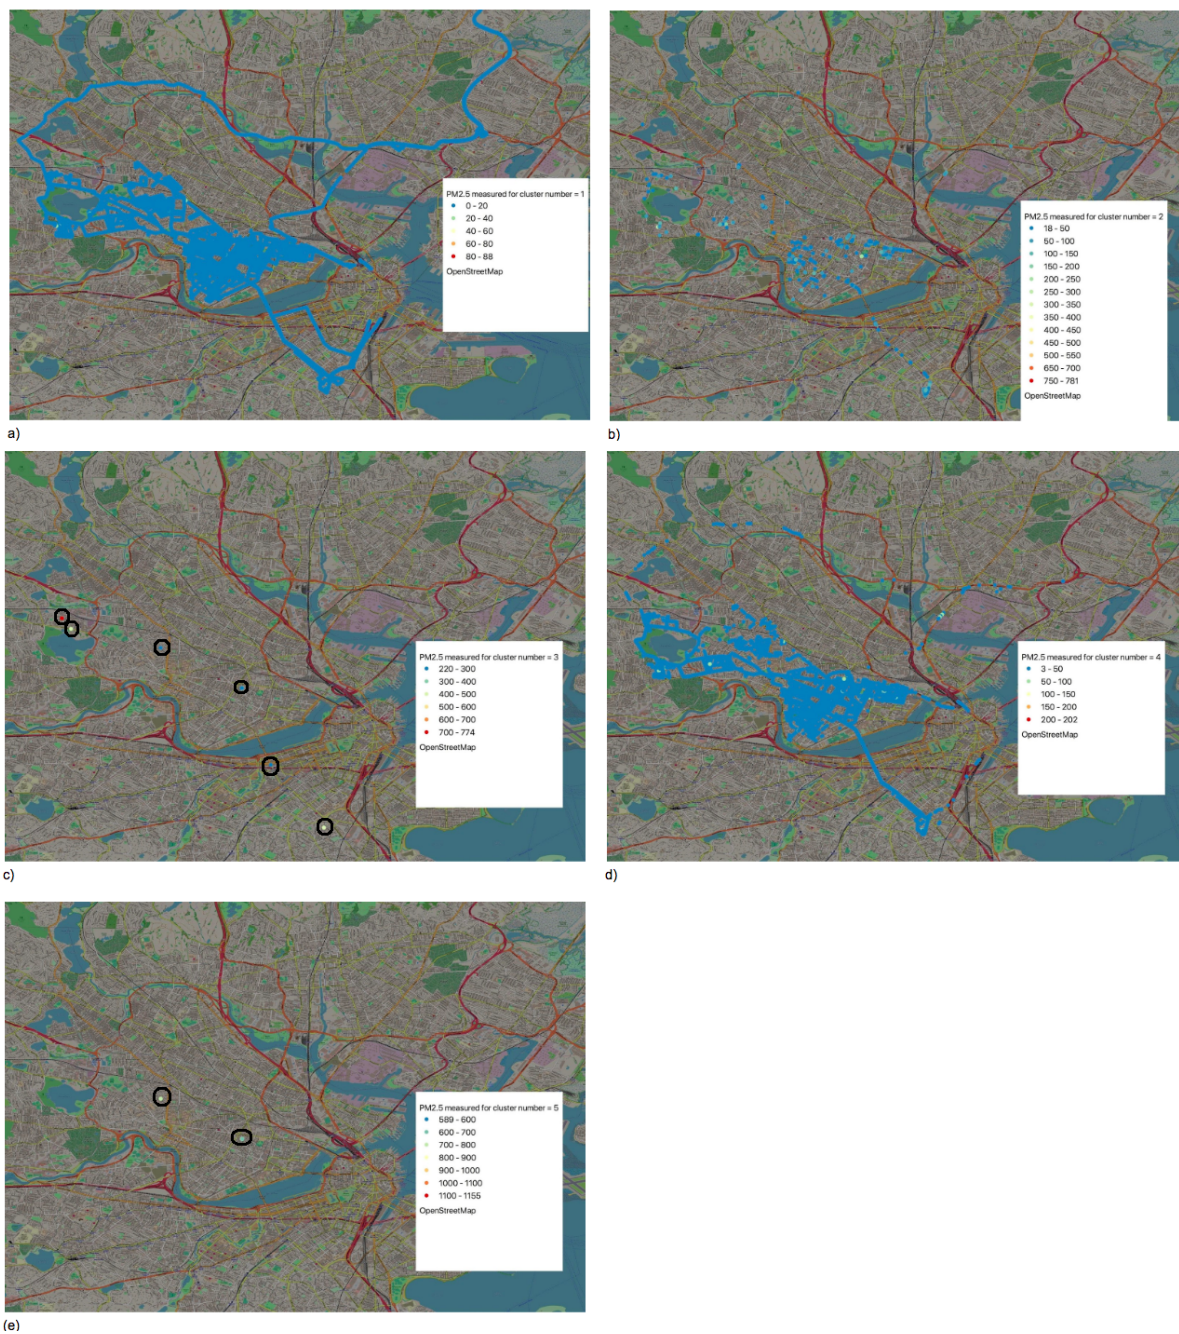 PM2.5 measured for cluster number = 1
0 - 20
20 - 40
40 - 60
60 - 80
80 - 88
OpenStreetMap
a)
PM2.5 measured for cluster number = 2
18 - 50
50 - 100
100 - 150
150 - 200
200 - 250
250 - 300
300 - 350
350 - 400
400 - 450
450 - 500
500 - 550
650 - 700
750 - 781
OpenStreetMap
b)
PM2.5 measured for cluster number = 3
220 - 300
300 - 400
400 - 500
500 - 600
600 - 700
700 - 774
OpenStreetMap
c)
PM2.5 measured for cluster number = 4
3 - 50
50 - 100
100 - 150
150 - 200
200 - 202
OpenStreetMap
d)
PM2.5 measured for cluster number = 5
589 - 600
600 - 700
700 - 800
800 - 900
900 - 1000
1000 - 1100
1100 - 1155
OpenStreetMap
(e)